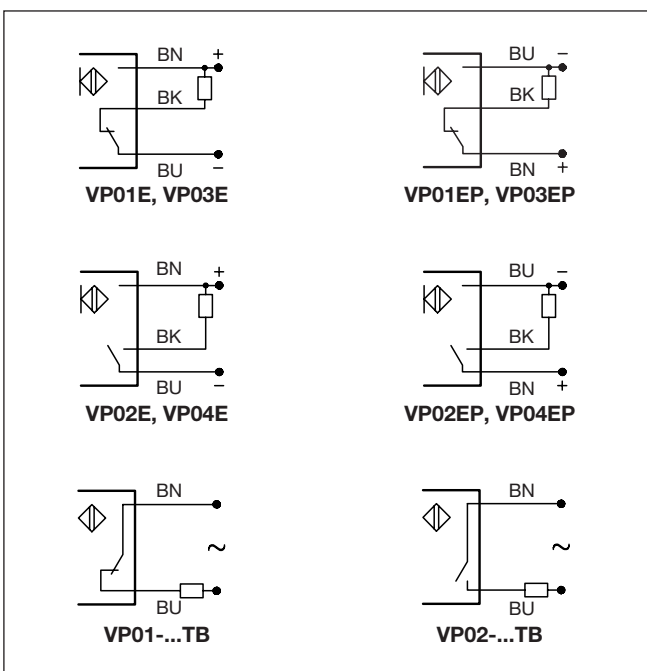 BN +
BK
BU −
VP01E, VP03E
BU −
BK
BN +
VP01EP, VP03EP
BN +
BK
BU −
VP02E, VP04E
BU −
BK
BN +
VP02EP, VP04EP
BN
~
BU
VP01-...TB
BN
~
BU
VP02-...TB